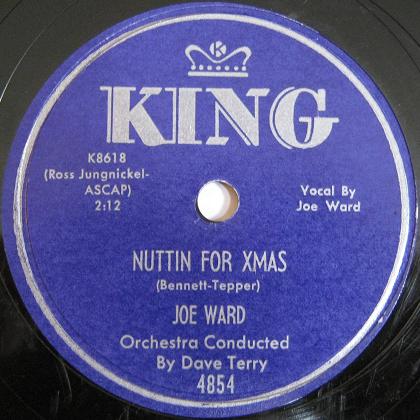 K
KING
K8618
(Ross Jungnickel-
ASCAP)
2:12
Vocal By
Joe Ward
NUTTIN FOR XMAS
(Bennett-Tepper)
JOE WARD
Orchestra Conducted
By Dave Terry
4854